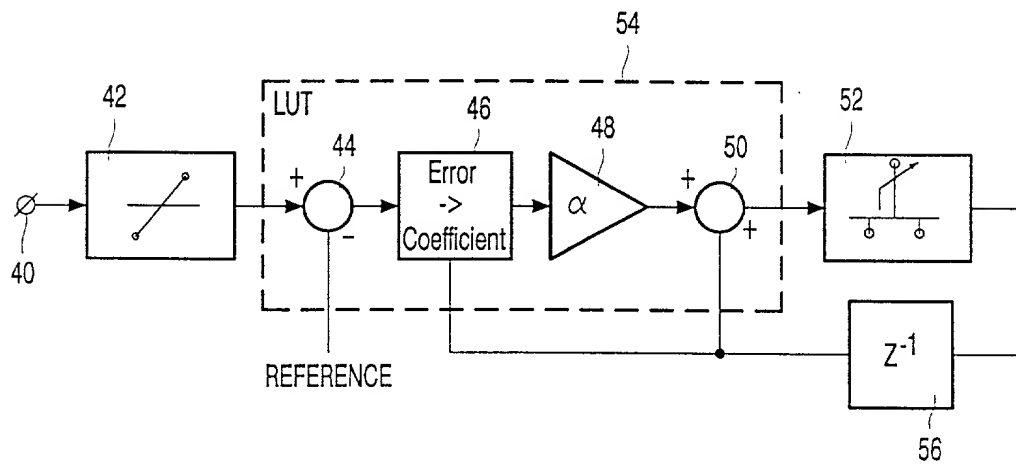 54
42
LUT
46
48
52
44
50
+
Error
->
Coefficient
α
+
-
+
40
REFERENCE
Z-1
56